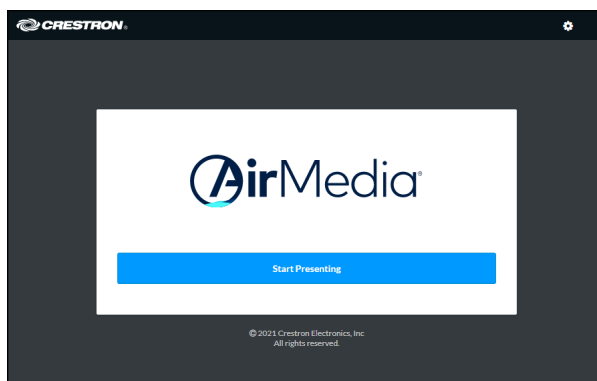 CRESTRON®
AirMedia®
Start Presenting
© 2021 Crestron Electronics, Inc
All rights reserved.